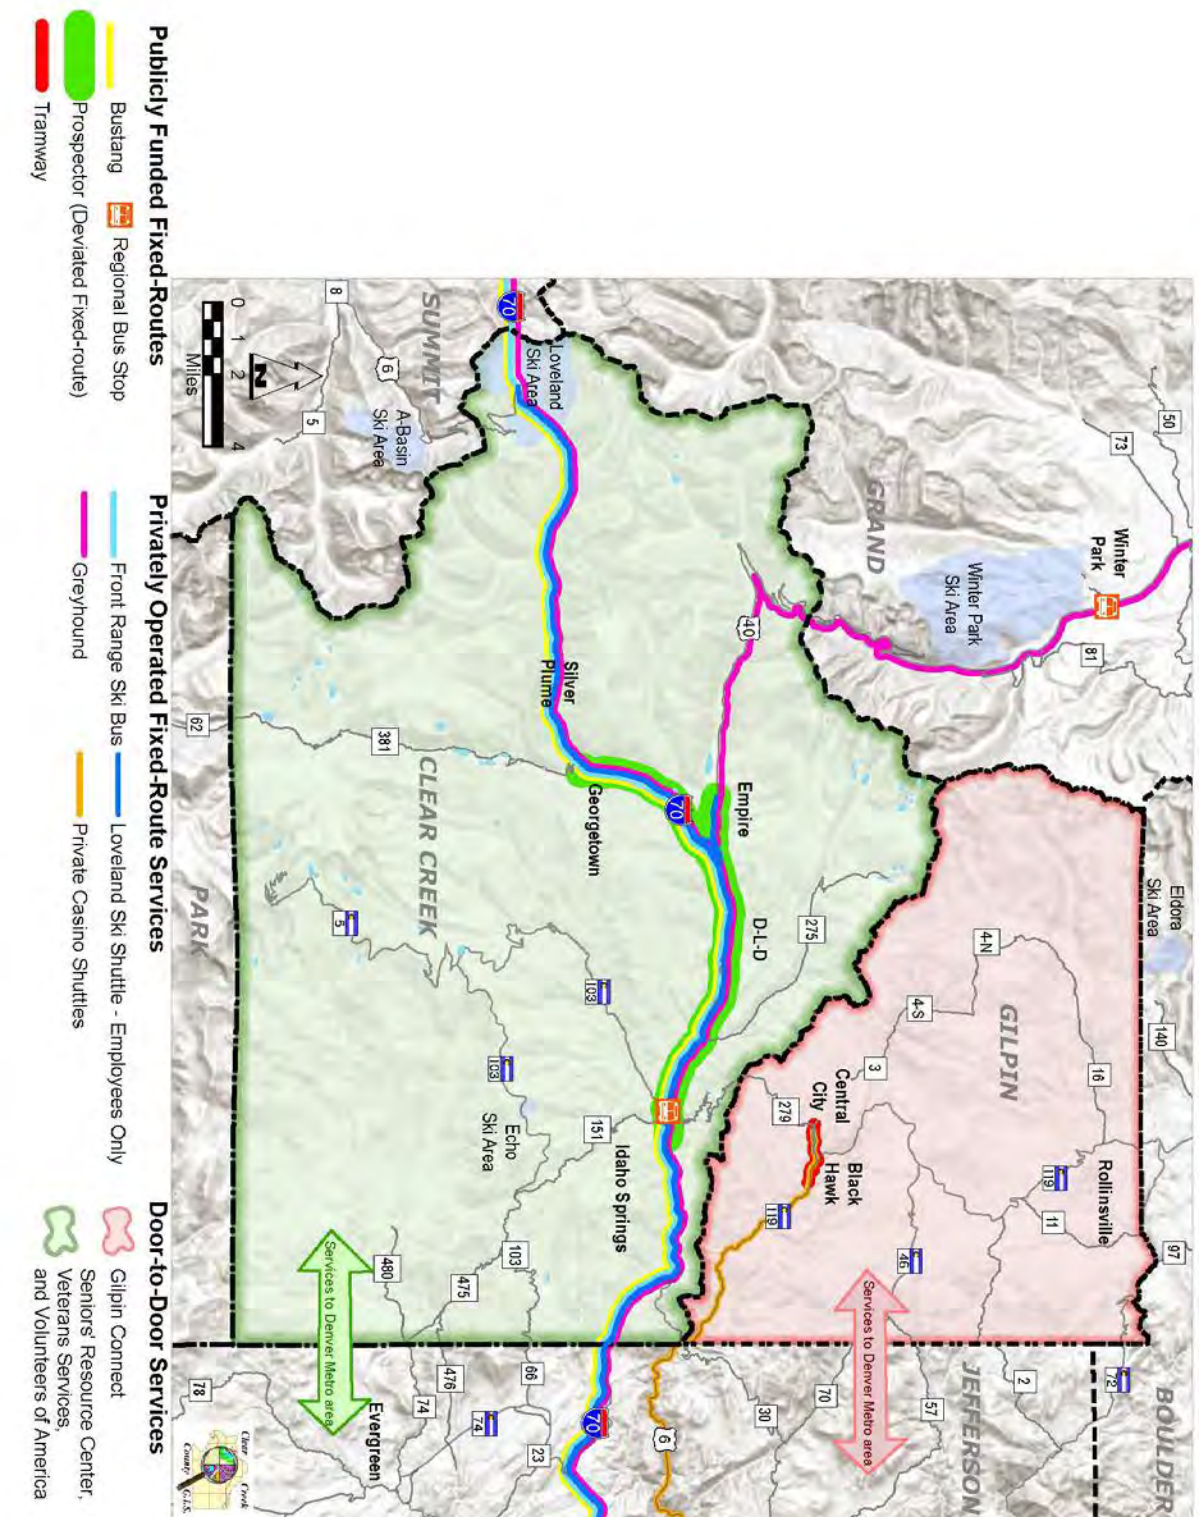 BOULDER
Winter
Park
50
73
81
Winter Park
Ski Area
GRAND
Eldora
Ski Area
140
97
72
16
Rollinsville
119
11
4-N
GILPIN
4-S
46
2
JEFFERSON
57
3
Central
City
279
Black
Hawk
119
Services to Denver Metro area
70
30
40
Empire
275
D-L-D
70
Loveland
Ski Area
70
Silver
Plume
Georgetown
103
Idaho Springs
151
6
70
23
SUMMIT
A-Basin
Ski Area
6
8
5
103
Echo
Ski Area
103
66
475
476
74
74
CLEAR CREEK
381
5
480
Services to Denver Metro area
Evergreen
62
PARK
78
N
0 1 2 4
Miles
Clear Creek
County G.I.S.
Publicly Funded Fixed-Routes
Bustang
Regional Bus Stop
Prospector (Deviated Fixed-route)
Tramway
Privately Operated Fixed-Route Services
Front Range Ski Bus
Loveland Ski Shuttle - Employees Only
Greyhound
Private Casino Shuttles
Door-to-Door Services
Gilpin Connect
Seniors' Resource Center,
Veterans Services,
and Volunteers of America